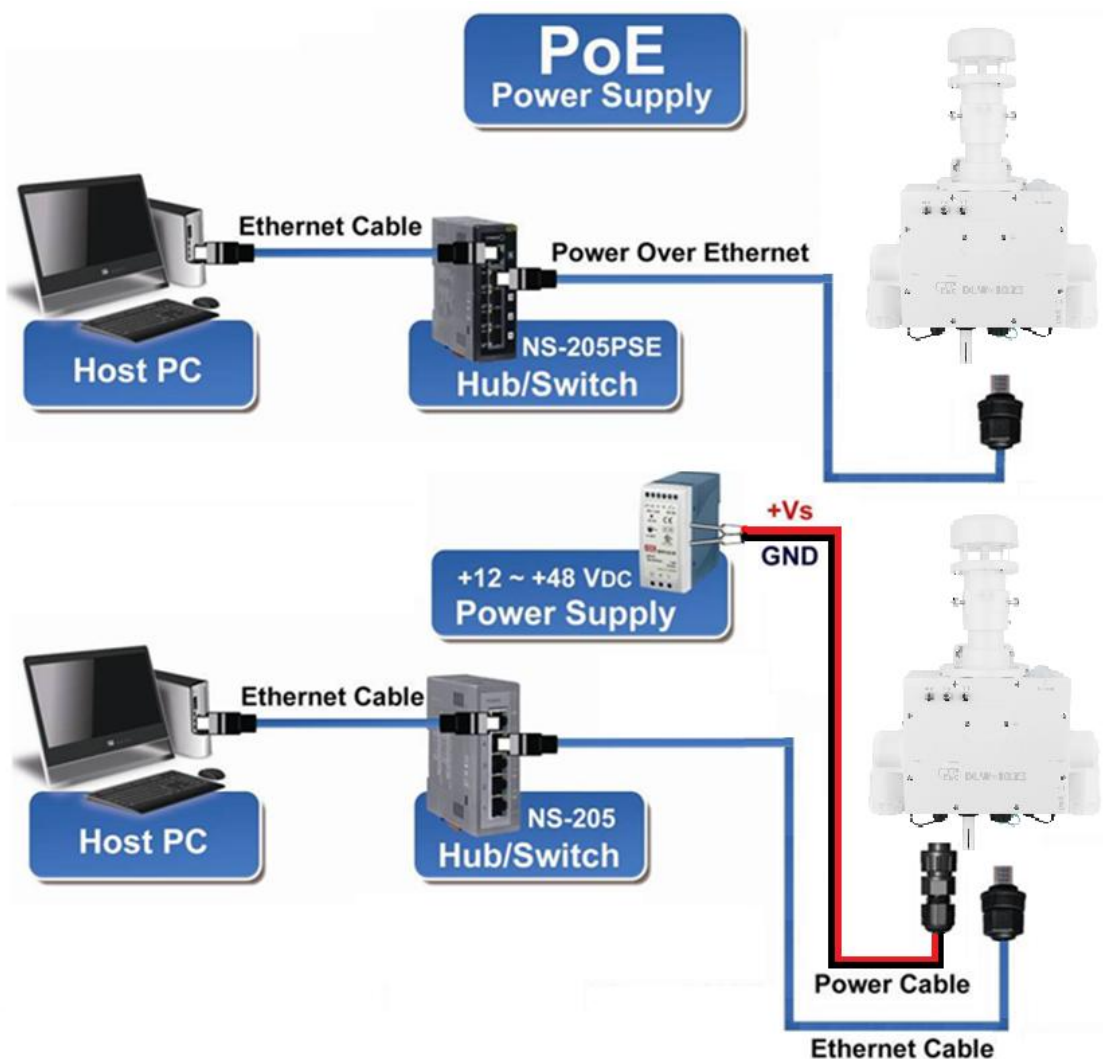 PoE
Power Supply
Ethernet Cable
Power Over Ethernet
NS-205PSE
Host PC
Hub/Switch
+Vs
GND
+12 ~ +48 VDC
Power Supply
Ethernet Cable
NS-205
Host PC
Hub/Switch
Power Cable
Ethernet Cable